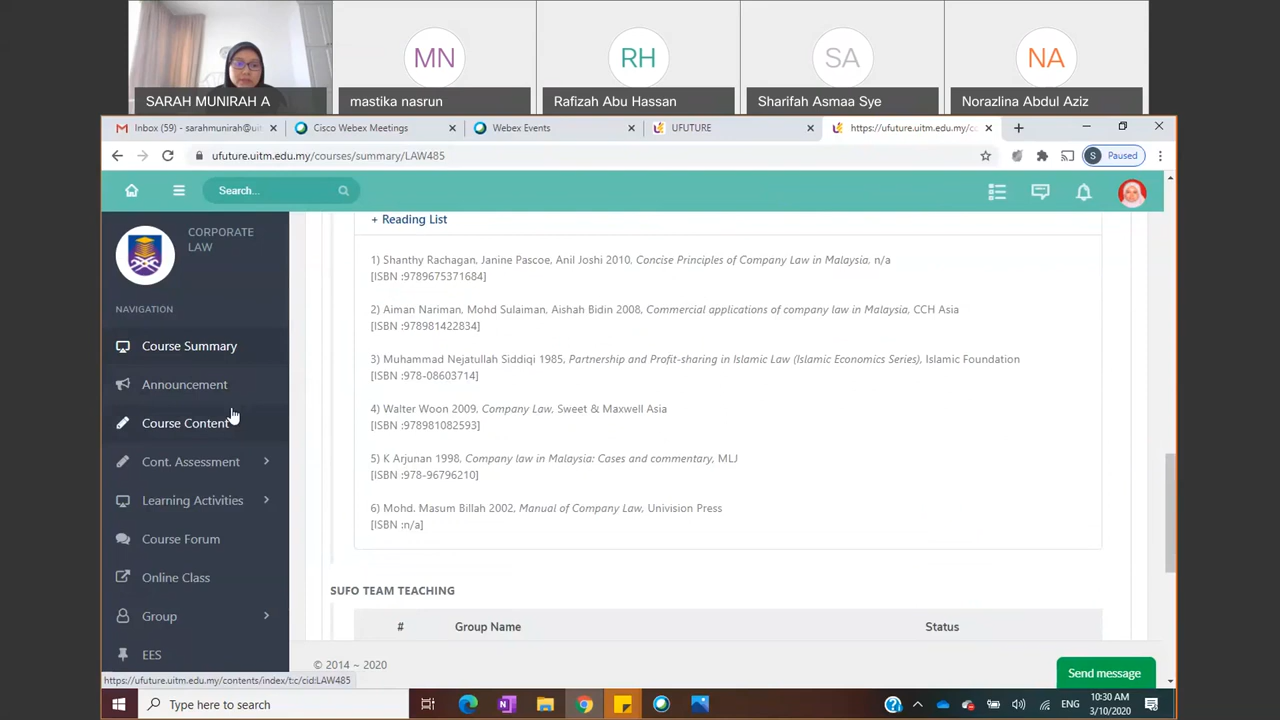 MN
RH
SA
NA
SARAH MUNIRAH A
mastika nasrun
Rafizah Abu Hassan
Sharifah Asmaa Sye
Norazlina Abdul Aziz
Inbox (59) - sarahmunirah@ui
Cisco Webex Meetings
Webex Events
UFUTURE
https://ufuture.uitm.edu.my/c
ufuture.uitm.edu.my/courses/summary/LAW485
S
Paused
Search...
CORPORATE
LAW
NAVIGATION
Course Summary
Announcement
Course Content
Cont. Assessment
Learning Activities
Course Forum
Online Class
Group
EES
+ Reading List
1) Shanthy Rachagan, Janine Pascoe, Anil Joshi 2010, Concise Principles of Company Law in Malaysia, n/a
[ISBN :9789675371684]
2) Aiman Nariman, Mohd Sulaiman, Aishah Bidin 2008, Commercial applications of company law in Malaysia, CCH Asia
[ISBN :978981422834]
3) Muhammad Nejatullah Siddiqi 1985, Partnership and Profit-sharing in Islamic Law (Islamic Economics Series), Islamic Foundation
[ISBN :978-08603714]
4) Walter Woon 2009, Company Law, Sweet & Maxwell Asia
[ISBN :978981082593]
5) K Arjunan 1998, Company law in Malaysia: Cases and commentary, MLJ
[ISBN :978-96796210]
6) Mohd. Masum Billah 2002, Manual of Company Law, Univision Press
[ISBN :n/a]
SUFO TEAM TEACHING
# Group Name Status
© 2014 ~ 2020
Send message
https://ufuture.uitm.edu.my/contents/index/t:c/cid:LAW485
Type here to search
ENG
10:30 AM
3/10/2020